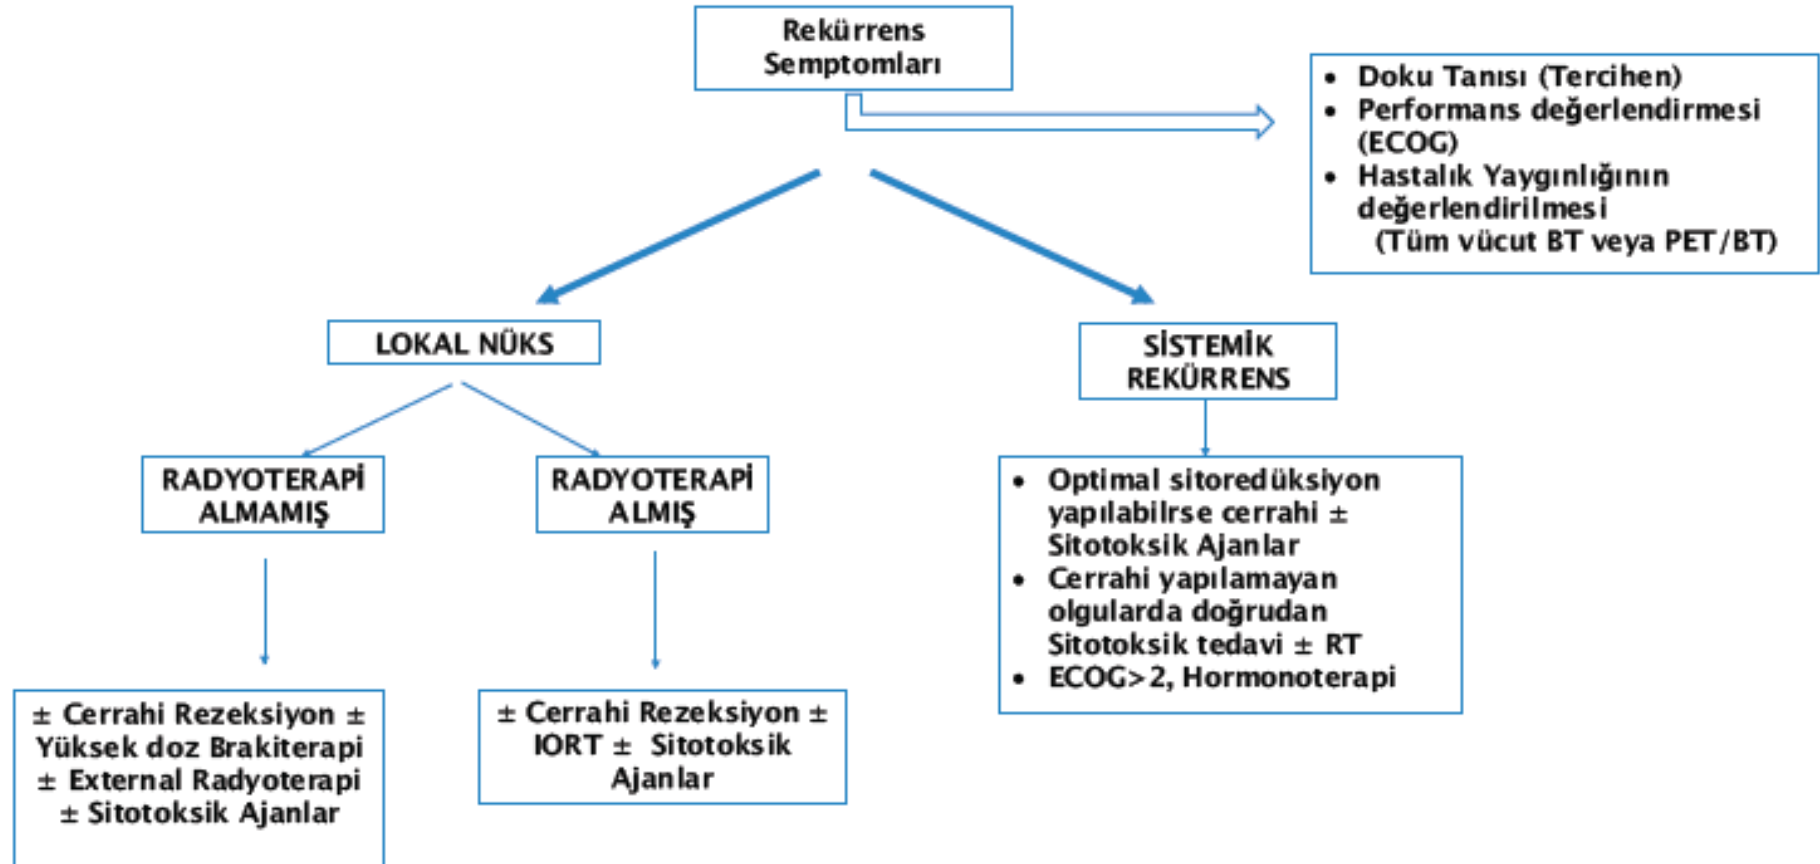 Rekürrens
Semptomları
• Doku Tanısı (Tercihen)
• Performans değerlendirmesi
(ECOG)
• Hastalık Yaygınlığının
değerlendirilmesi
(Tüm vücut BT veya PET/BT)
LOKAL NÜKS
SİSTEMİK
REKÜRRENS
RADYOTERAPİ
ALMAMIŞ
RADYOTERAPİ
ALMIŞ
• Optimal sitoredüksiyon
yapılabilrse cerrahi ±
Sitotoksik Ajanlar
• Cerrahi yapılamayan
olgularda doğrudan
Sitotoksik tedavi ± RT
• ECOG>2, Hormonoterapi
± Cerrahi Rezeksiyon ±
Yüksek doz Brakiterapi
± External Radyoterapi
± Sitotoksik Ajanlar
± Cerrahi Rezeksiyon ±
IORT ± Sitotoksik
Ajanlar